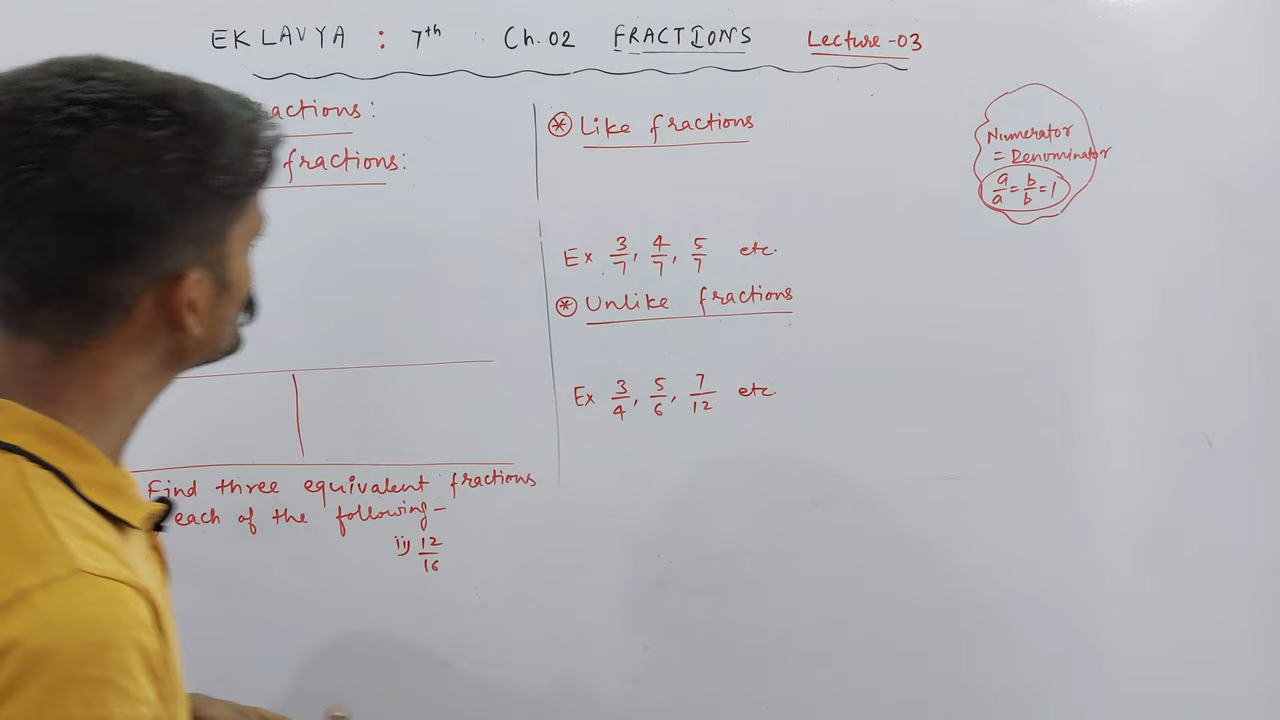 EKLAVYA : 7th Ch. 02 FRACTIONS Lecture -03
actions:
fractions:
Find three equivalent fractions
each of the following -
ii) 12/16
* Like fractions
Ex 3/7, 4/7, 5/7 etc.
* Unlike fractions
Ex 3/4, 5/6, 7/12 etc
Numerator
= Denominator
a/a = b/b = 1